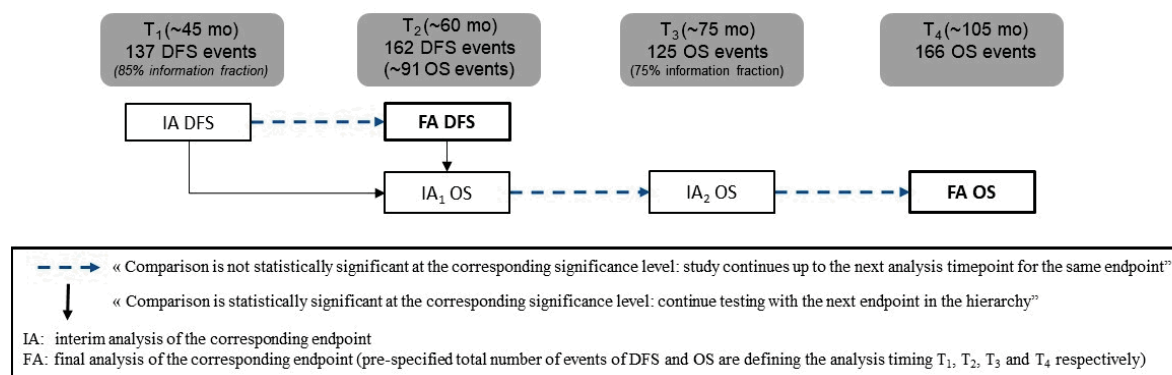 T₁(~45 mo)
137 DFS events
(85% information fraction)
T₂(~60 mo)
162 DFS events
(~91 OS events)
T₃(~75 mo)
125 OS events
(75% information fraction)
T₄(~105 mo)
166 OS events
IA DFS
FA DFS
IA₁ OS
IA₂ OS
FA OS
« Comparison is not statistically significant at the corresponding significance level: study continues up to the next analysis timepoint for the same endpoint”
« Comparison is statistically significant at the corresponding significance level: continue testing with the next endpoint in the hierarchy”
IA: interim analysis of the corresponding endpoint
FA: final analysis of the corresponding endpoint (pre-specified total number of events of DFS and OS are defining the analysis timing T₁, T₂, T₃ and T₄ respectively)